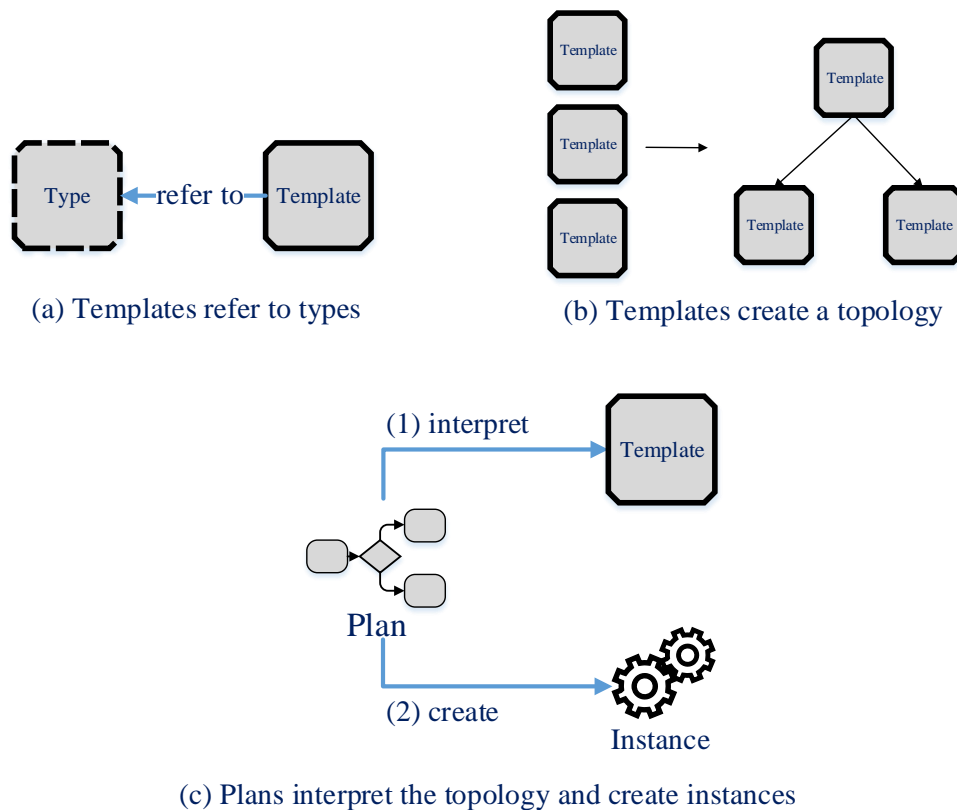 Template
Template
Template
Template
Template
Template
Type
refer to
Template
(a) Templates refer to types
(b) Templates create a topology
(1) interpret
Template
Plan
(2) create
Instance
(c) Plans interpret the topology and create instances